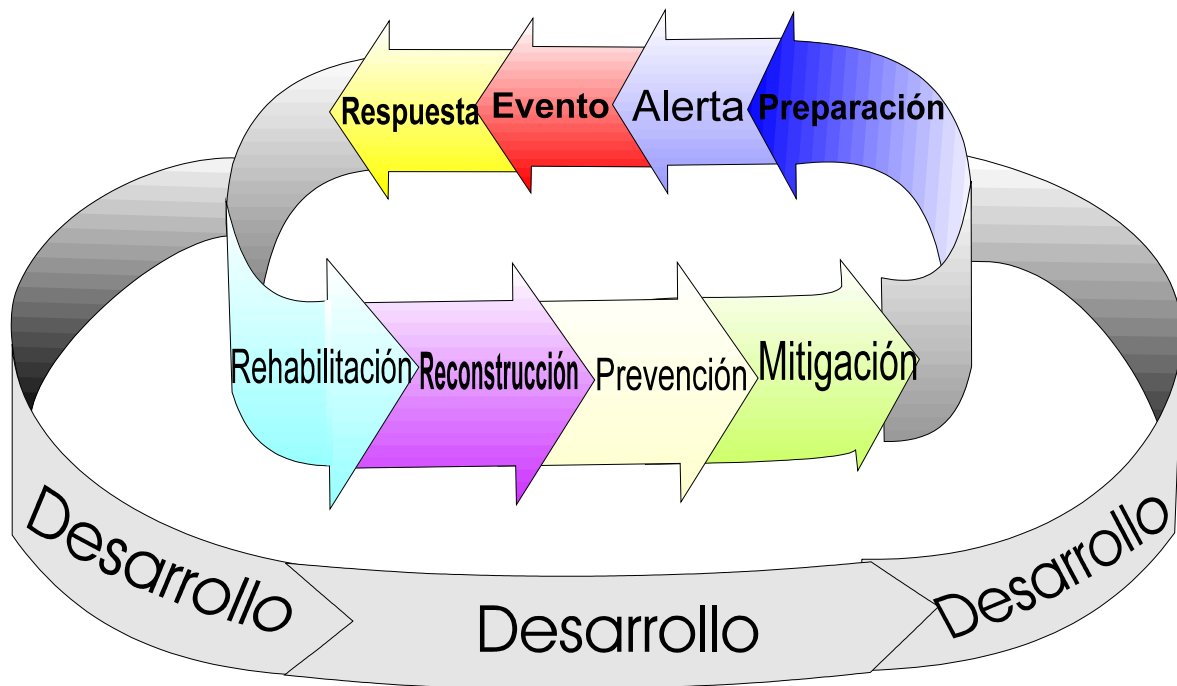 Respuesta
Evento
Alerta
Preparación
Rehabilitación
Reconstrucción
Prevención
Mitigación
Desarrollo
Desarrollo
Desarrollo